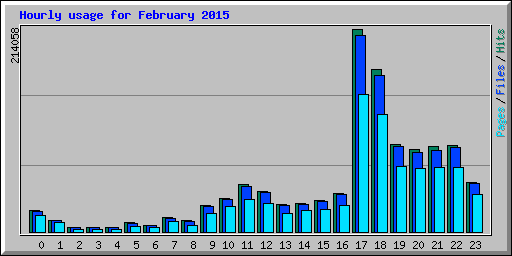 Hourly usage for February 2015
214058
Pages / Files / Hits
0 1 2 3 4 5 6 7 8 9 10 11 12 13 14 15 16 17 18 19 20 21 22 23